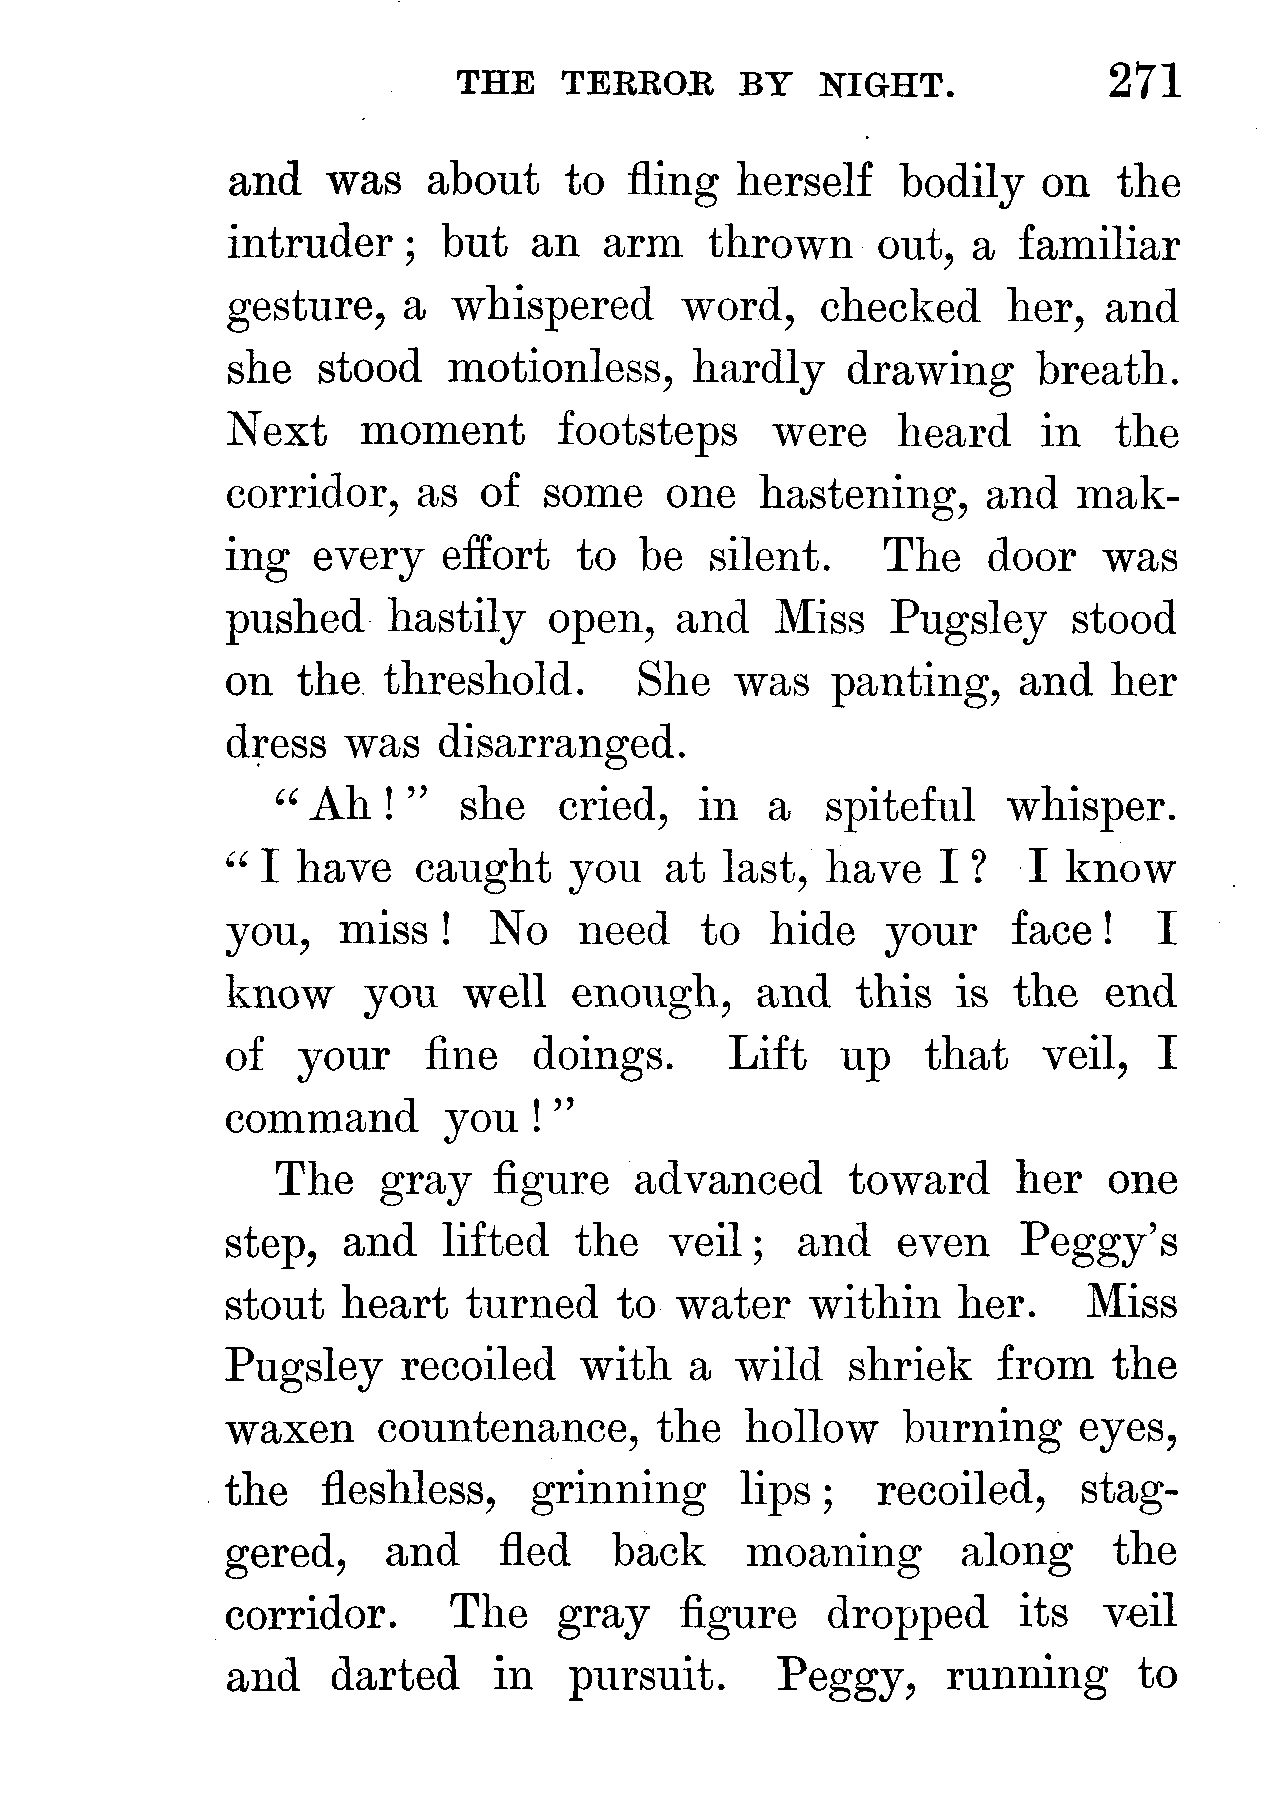 THE TERROR BY NIGHT. 271
and was about to fling herself bodily on the
intruder; but an arm thrown out, a familiar
gesture, a whispered word, checked her, and
she stood motionless, hardly drawing breath.
Next moment footsteps were heard in the
corridor, as of some one hastening, and mak-
ing every effort to be silent. The door was
pushed hastily open, and Miss Pugsley stood
on the threshold. She was panting, and her
dress was disarranged.
"Ah!" she cried, in a spiteful whisper.
"I have caught you at last, have I? I know
you, miss! No need to hide your face! I
know you well enough, and this is the end
of your fine doings. Lift up that veil, I
command you!"
The gray figure advanced toward her one
step, and lifted the veil; and even Peggy's
stout heart turned to water within her. Miss
Pugsley recoiled with a wild shriek from the
waxen countenance, the hollow burning eyes,
the fleshless, grinning lips; recoiled, stag-
gered, and fled back moaning along the
corridor. The gray figure dropped its veil
and darted in pursuit. Peggy, running to